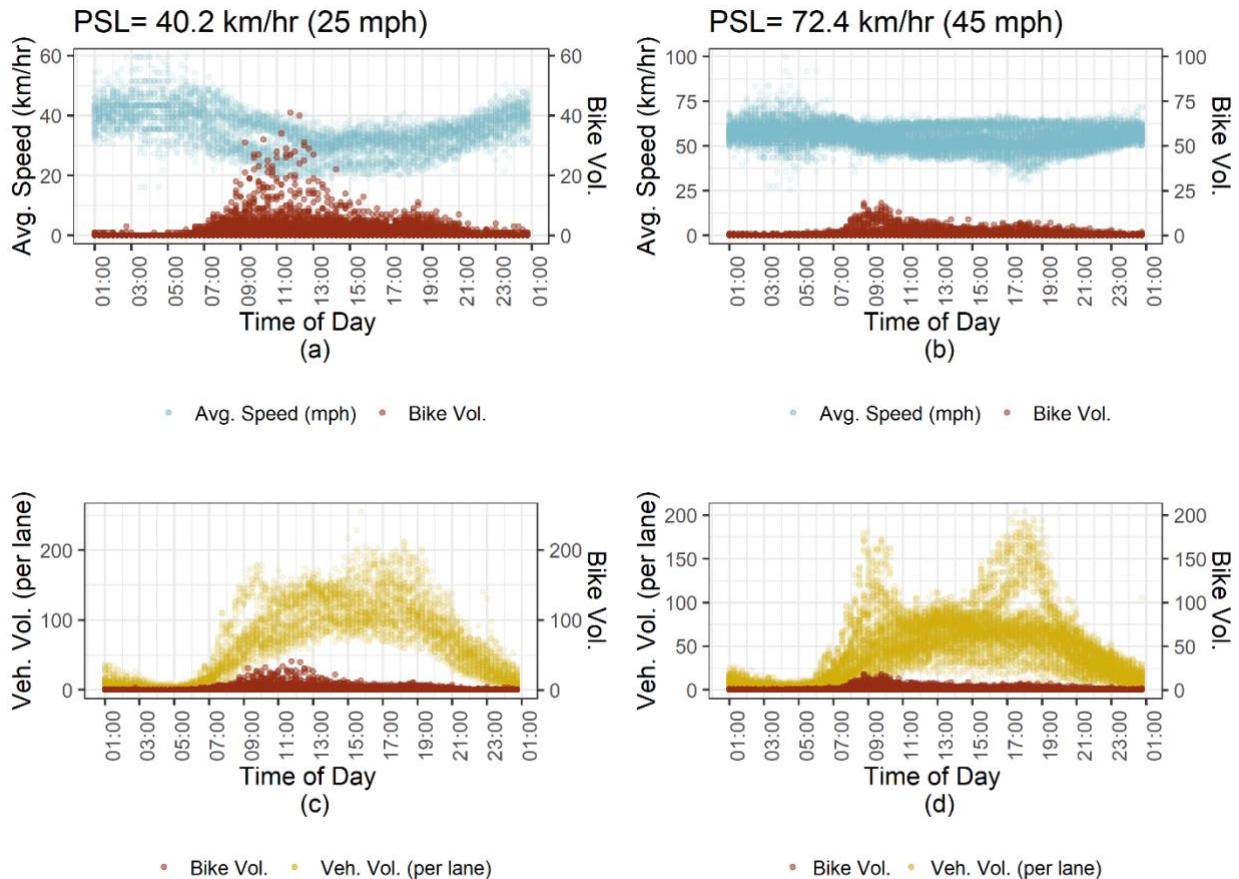 PSL= 40.2 km/hr (25 mph)
Avg. Speed (km/hr)
60
40
20
0
60
40
20
0
Bike Vol.
01:00 03:00 05:00 07:00 09:00 11:00 13:00 15:00 17:00 19:00 21:00 23:00 01:00
Time of Day
(a)
Avg. Speed (mph) Bike Vol.
PSL= 72.4 km/hr (45 mph)
Avg. Speed (km/hr)
100
75
50
25
0
100
75
50
25
0
Bike Vol.
01:00 03:00 05:00 07:00 09:00 11:00 13:00 15:00 17:00 19:00 21:00 23:00 01:00
Time of Day
(b)
Avg. Speed (mph) Bike Vol.
Veh. Vol. (per lane)
200
100
0
200
100
0
Bike Vol.
01:00 03:00 05:00 07:00 09:00 11:00 13:00 15:00 17:00 19:00 21:00 23:00 01:00
Time of Day
(c)
Bike Vol. Veh. Vol. (per lane)
Veh. Vol. (per lane)
200
150
100
50
0
200
150
100
50
0
Bike Vol.
01:00 03:00 05:00 07:00 09:00 11:00 13:00 15:00 17:00 19:00 21:00 23:00 01:00
Time of Day
(d)
Bike Vol. Veh. Vol. (per lane)